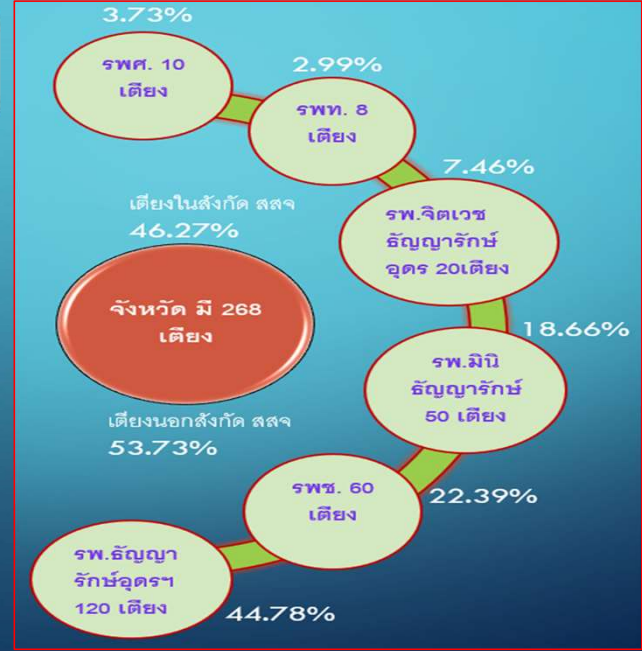 3.73%
รพศ. 10
เตียง
2.99%
รพท. 8
เตียง
7.46%
รพ.จิตเวช
ธัญญารักษ์
อุดร 20เตียง
เตียงในสังกัด สสจ
46.27%
จังหวัด มี 268
เตียง
เตียงนอกสังกัด สสจ
53.73%
18.66%
รพ.มินิ
ธัญญารักษ์
50 เตียง
22.39%
รพช. 60
เตียง
รพ.ธัญญา
รักษ์อุดรฯ
120 เตียง
44.78%